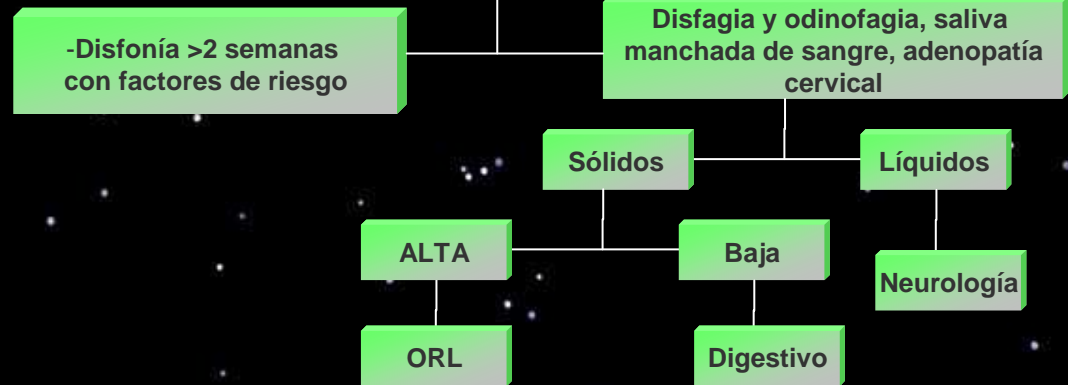 -Disfonía >2 semanas
con factores de riesgo
Disfagia y odinofagia, saliva
manchada de sangre, adenopatía
cervical
Sólidos
Líquidos
ALTA
Baja
Neurología
ORL
Digestivo